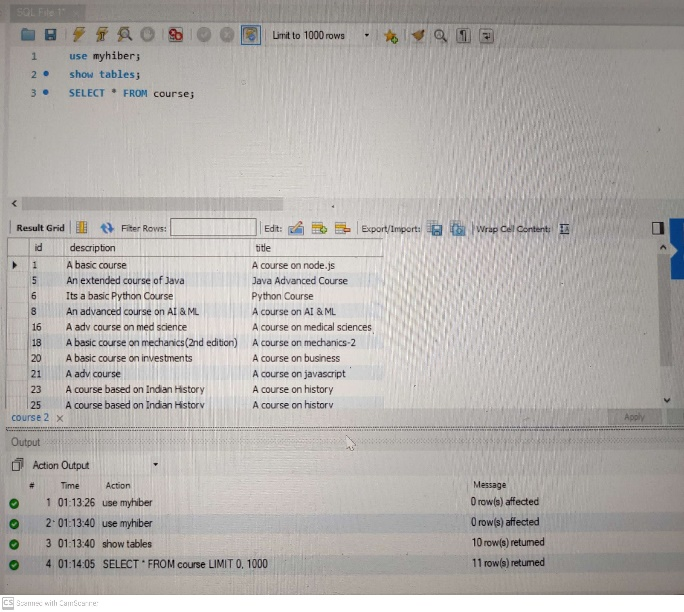 SQL File 1*
Limit to 1000 rows
1 use myhiber;
2 show tables;
3 SELECT * FROM course;
Result Grid Filter Rows: Edit: Export/Import: Wrap Cell Content:
id description title
1 A basic course A course on node.js
5 An extended course of Java Java Advanced Course
6 Its a basic Python Course Python Course
8 An advanced course on AI & ML A course on AI & ML
16 A adv course on med science A course on medical sciences
18 A basic course on mechanics(2nd edition) A course on mechanics-2
20 A basic course on investments A course on business
21 A adv course A course on javascript
23 A course based on Indian History A course on history
25 A course based on Indian History A course on history
course 2 x Apply
Output
Action Output
# Time Action Message
1 01:13:26 use myhiber 0 row(s) affected
2 01:13:40 use myhiber 0 row(s) affected
3 01:13:40 show tables 10 row(s) returned
4 01:14:05 SELECT * FROM course LIMIT 0, 1000 11 row(s) returned
CS Scanned with CamScanner